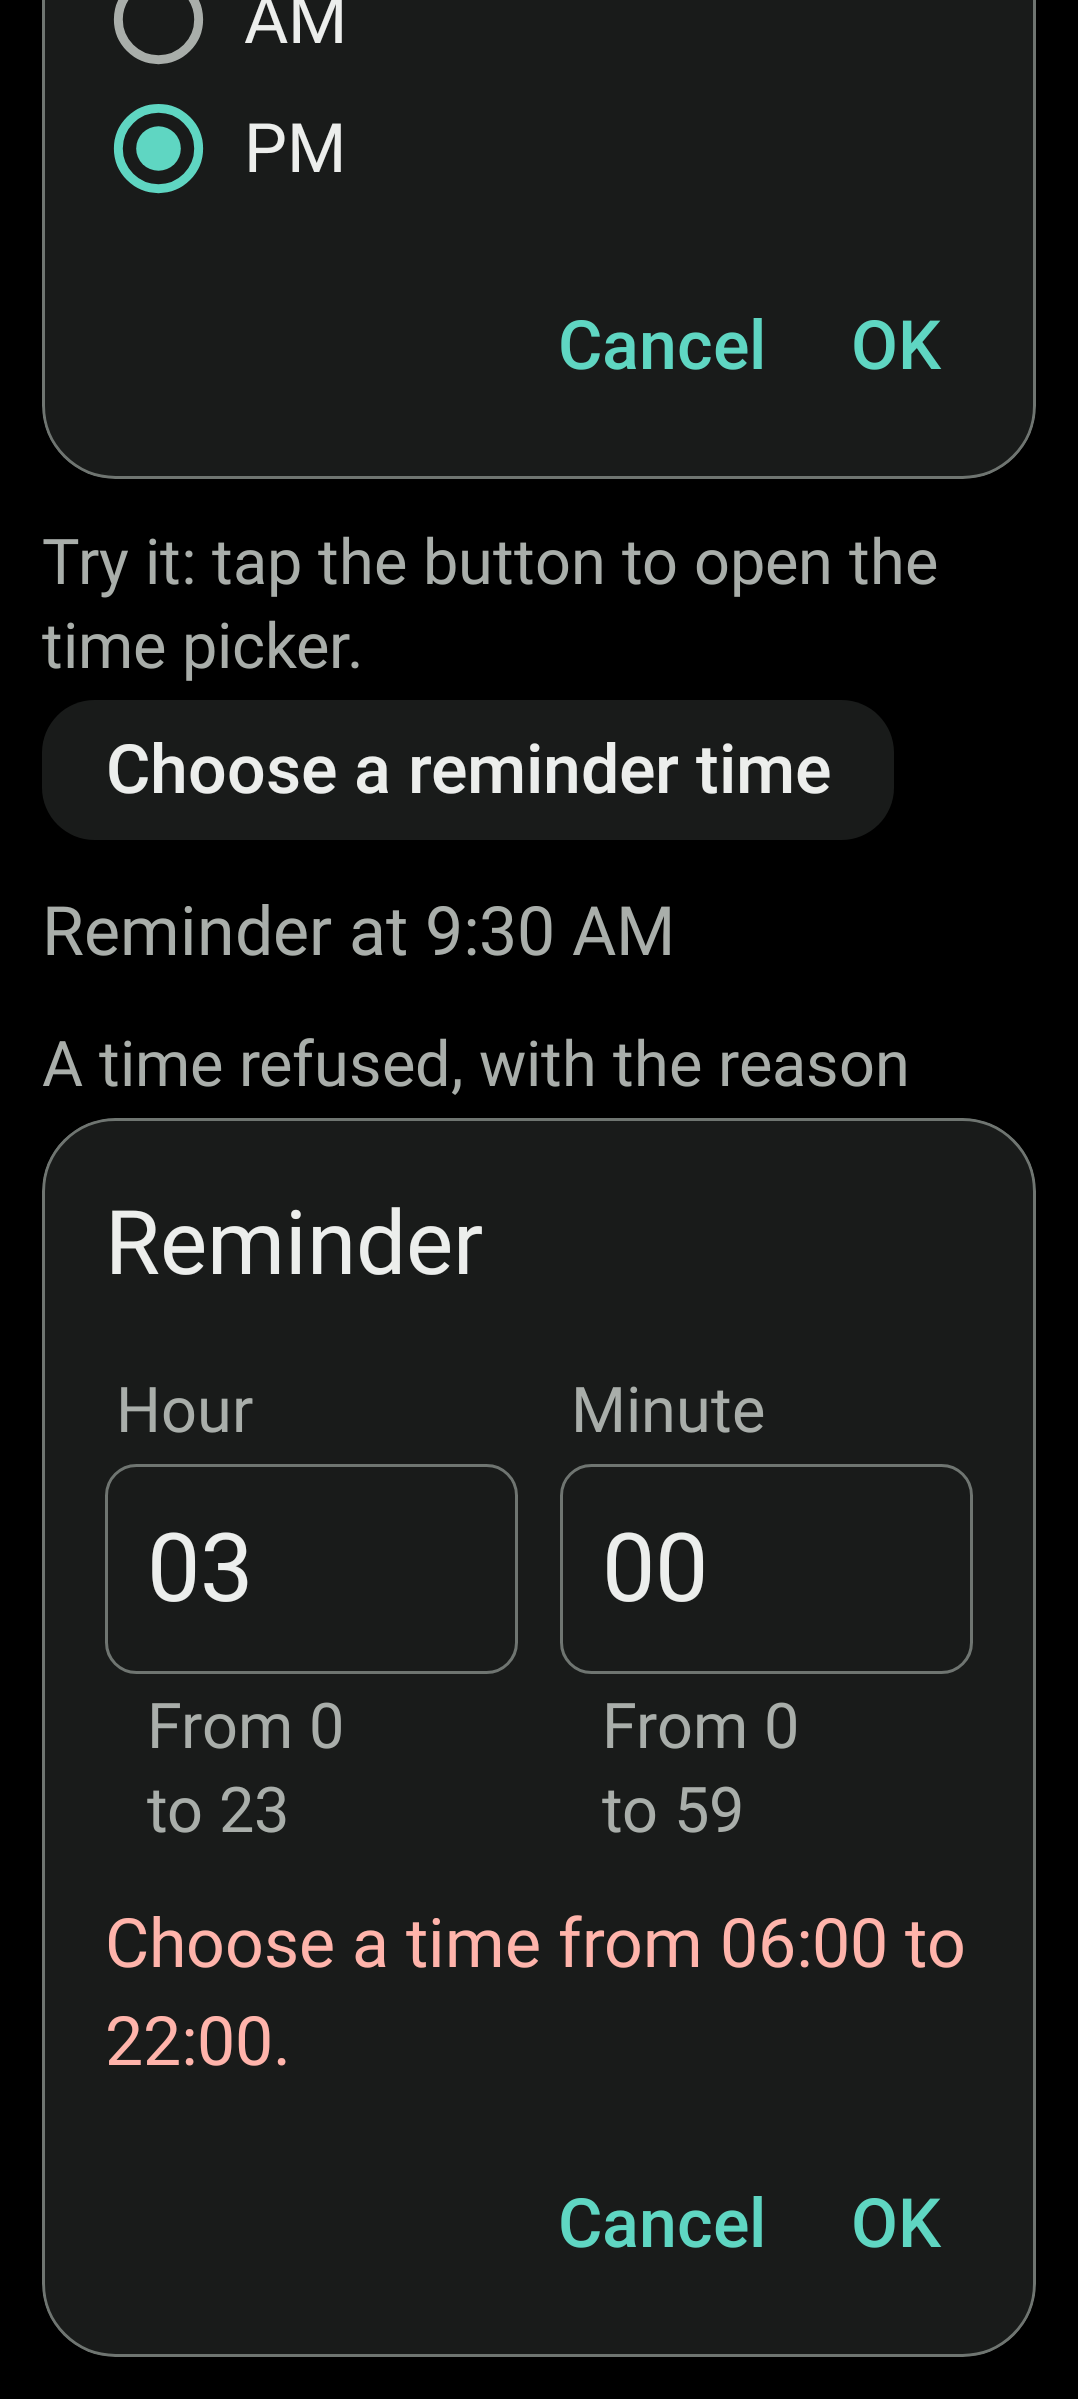 AM
PM
Cancel OK
Try it: tap the button to open the
time picker.
Choose a reminder time
Reminder at 9:30 AM
A time refused, with the reason
Reminder
Hour Minute
03 00
From 0 From 0
to 23 to 59
Choose a time from 06:00 to
22:00.
Cancel OK